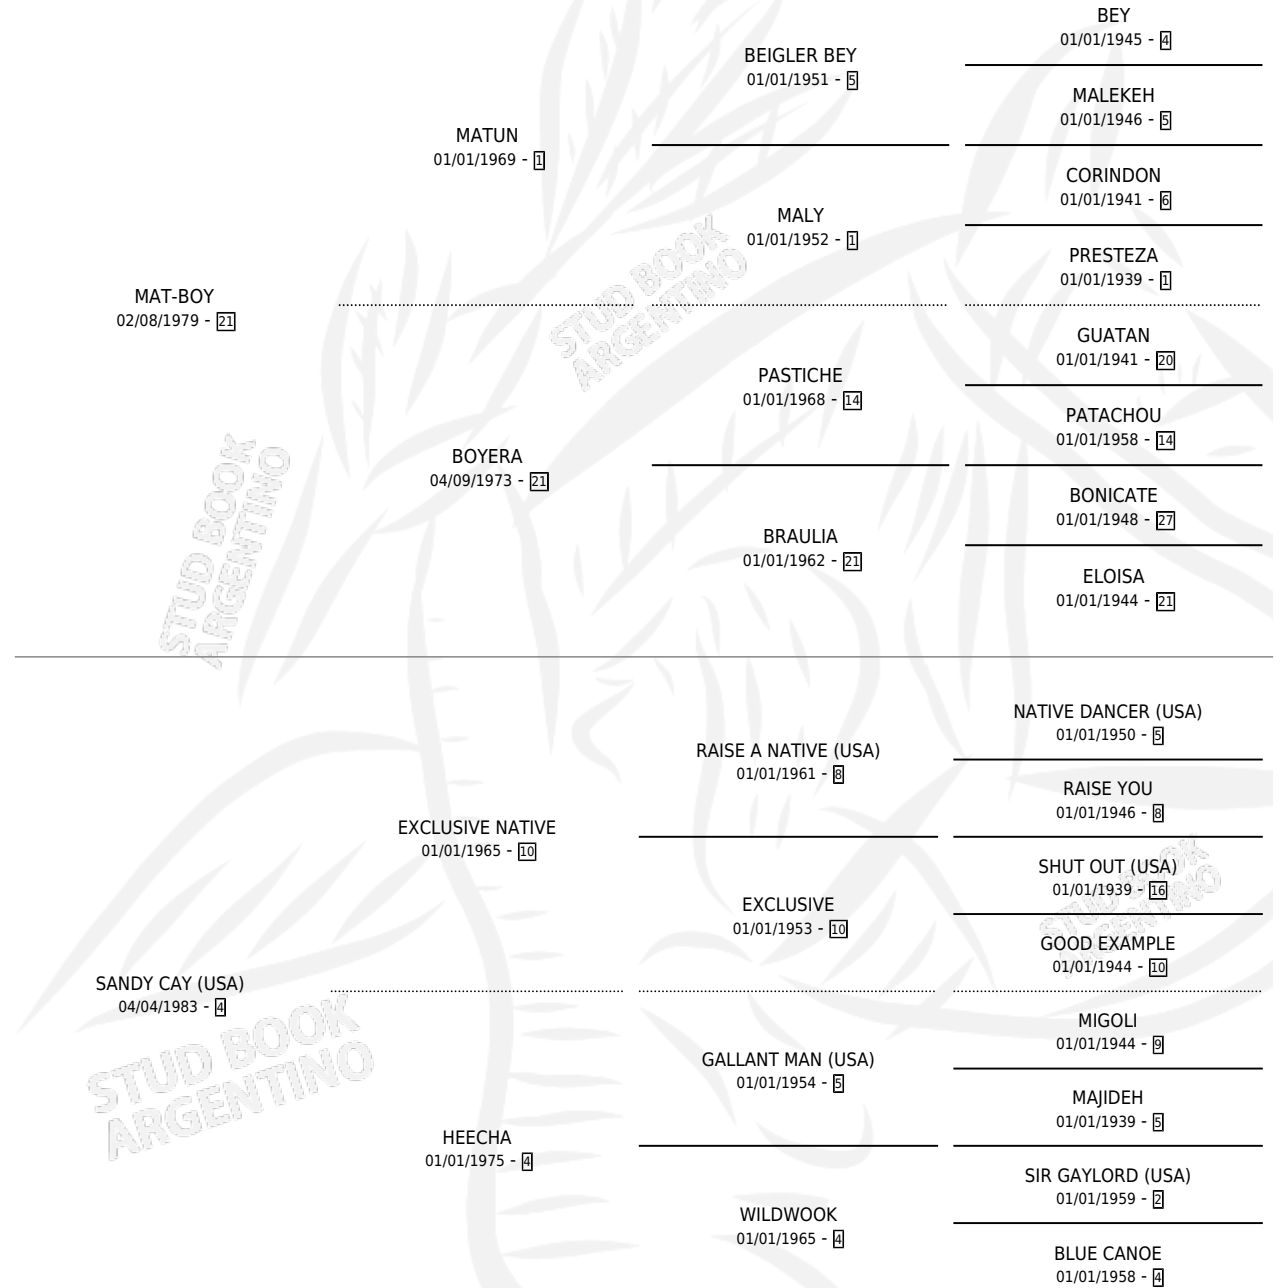 BEY
01/01/1945 - 4
BEIGLER BEY
01/01/1951 - 5
MALEKEH
01/01/1946 - 5
MATUN
01/01/1969 - 1
CORINDON
01/01/1941 - 6
MALY
01/01/1952 - 1
PRESTEZA
01/01/1939 - 1
MAT-BOY
02/08/1979 - 21
GUATAN
01/01/1941 - 20
PASTICHE
01/01/1968 - 14
PATACHOU
01/01/1958 - 14
BOYERA
04/09/1973 - 21
BONICATE
01/01/1948 - 27
BRAULIA
01/01/1962 - 21
ELOISA
01/01/1944 - 21
NATIVE DANCER (USA)
01/01/1950 - 5
RAISE A NATIVE (USA)
01/01/1961 - 8
RAISE YOU
01/01/1946 - 8
EXCLUSIVE NATIVE
01/01/1965 - 10
SHUT OUT (USA)
01/01/1939 - 16
EXCLUSIVE
01/01/1953 - 10
GOOD EXAMPLE
01/01/1944 - 10
SANDY CAY (USA)
04/04/1983 - 4
MIGOLI
01/01/1944 - 9
GALLANT MAN (USA)
01/01/1954 - 5
MAJIDEH
01/01/1939 - 5
HEECHA
01/01/1975 - 4
SIR GAYLORD (USA)
01/01/1959 - 2
WILDWOOK
01/01/1965 - 4
BLUE CANOE
01/01/1958 - 4
STUD BOOK
ARGENTINO
STUD BOOK
ARGENTINO
STUD BOOK
ARGENTINO
STUD BOOK
ARGENTINO